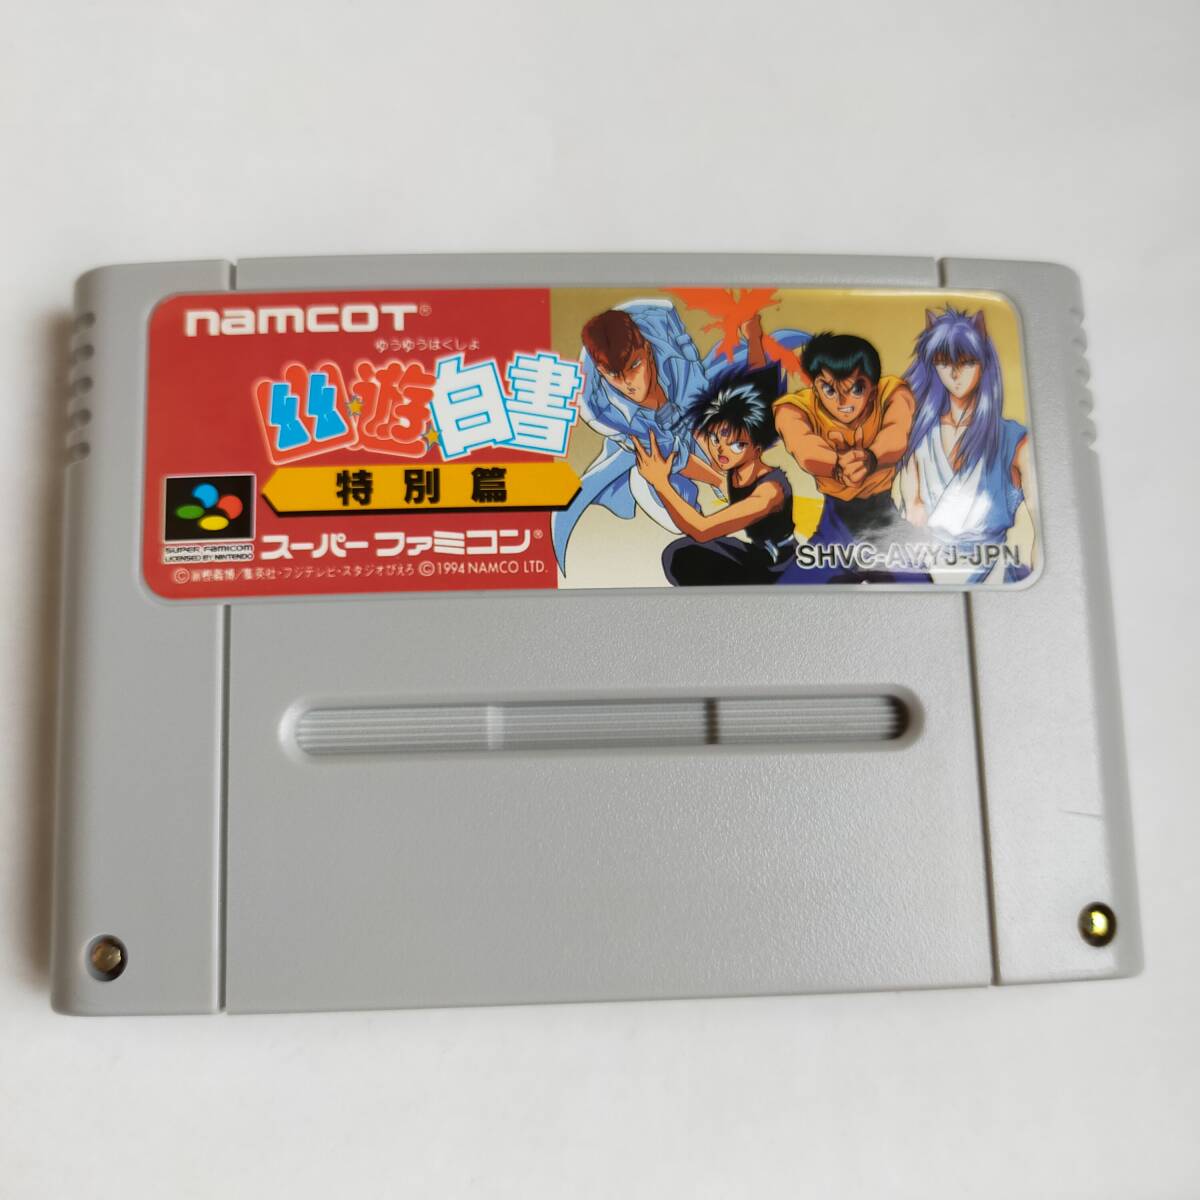 namcot®
ゆうゆうはくしょ
幽遊白書
特別篇
SUPER FAMICOM
LICENSED BY NINTENDO
スーパーファミコン®
©冨樫義博/集英社・フジテレビ・スタジオぴえろ ©1994 NAMCO LTD.
SHVC-AYYJ-JPN